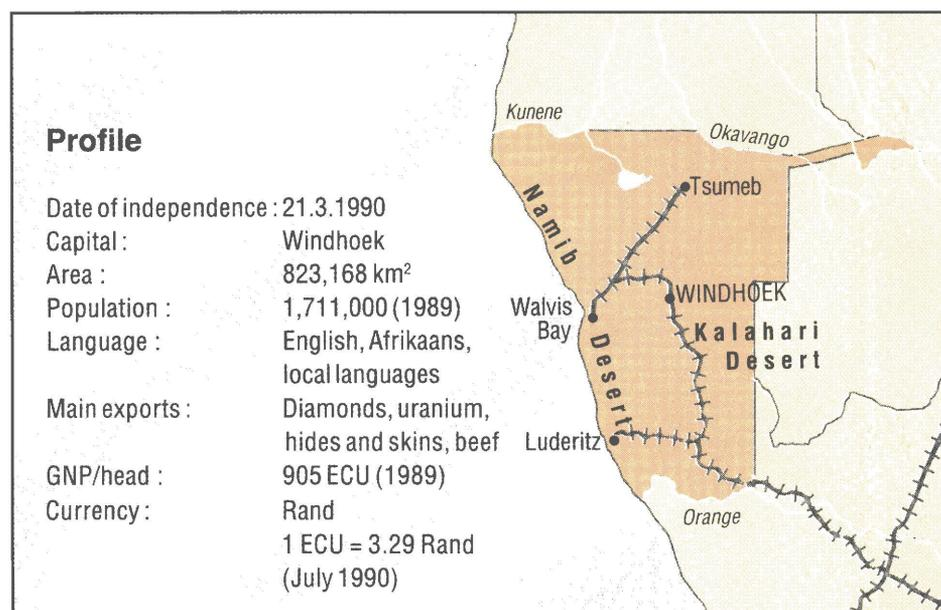 Profile
Date of independence : 21.3.1990
Capital : Windhoek
Area : 823,168 km²
Population : 1,711,000 (1989)
Language : English, Afrikaans,
local languages
Main exports : Diamonds, uranium,
hides and skins, beef
GNP/head : 905 ECU (1989)
Currency : Rand
1 ECU = 3.29 Rand
(July 1990)
Kunene
Okavango
Tsumeb
Namib
Desert
WINDHOEK
Walvis
Bay
Kalahari
Desert
Luderitz
Orange